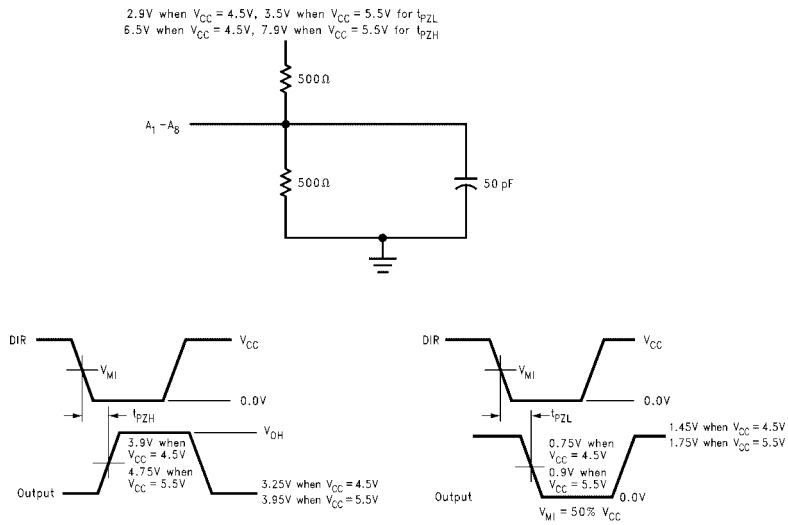 2.9V when VCC = 4.5V, 3.5V when VCC = 5.5V for tPZL
6.5V when VCC = 4.5V, 7.9V when VCC = 5.5V for tPZH
500Ω
A1 – A8
500Ω
50 pF
DIR
VCC
VMI
0.0V
tPZH
VOH
3.9V when
VCC = 4.5V
4.75V when
VCC = 5.5V
Output
3.25V when VCC = 4.5V
3.95V when VCC = 5.5V
DIR
VCC
VMI
0.0V
tPZL
1.45V when VCC = 4.5V
1.75V when VCC = 5.5V
0.75V when
VCC = 4.5V
0.9V when
VCC = 5.5V
Output
0.0V
VMI = 50% VCC